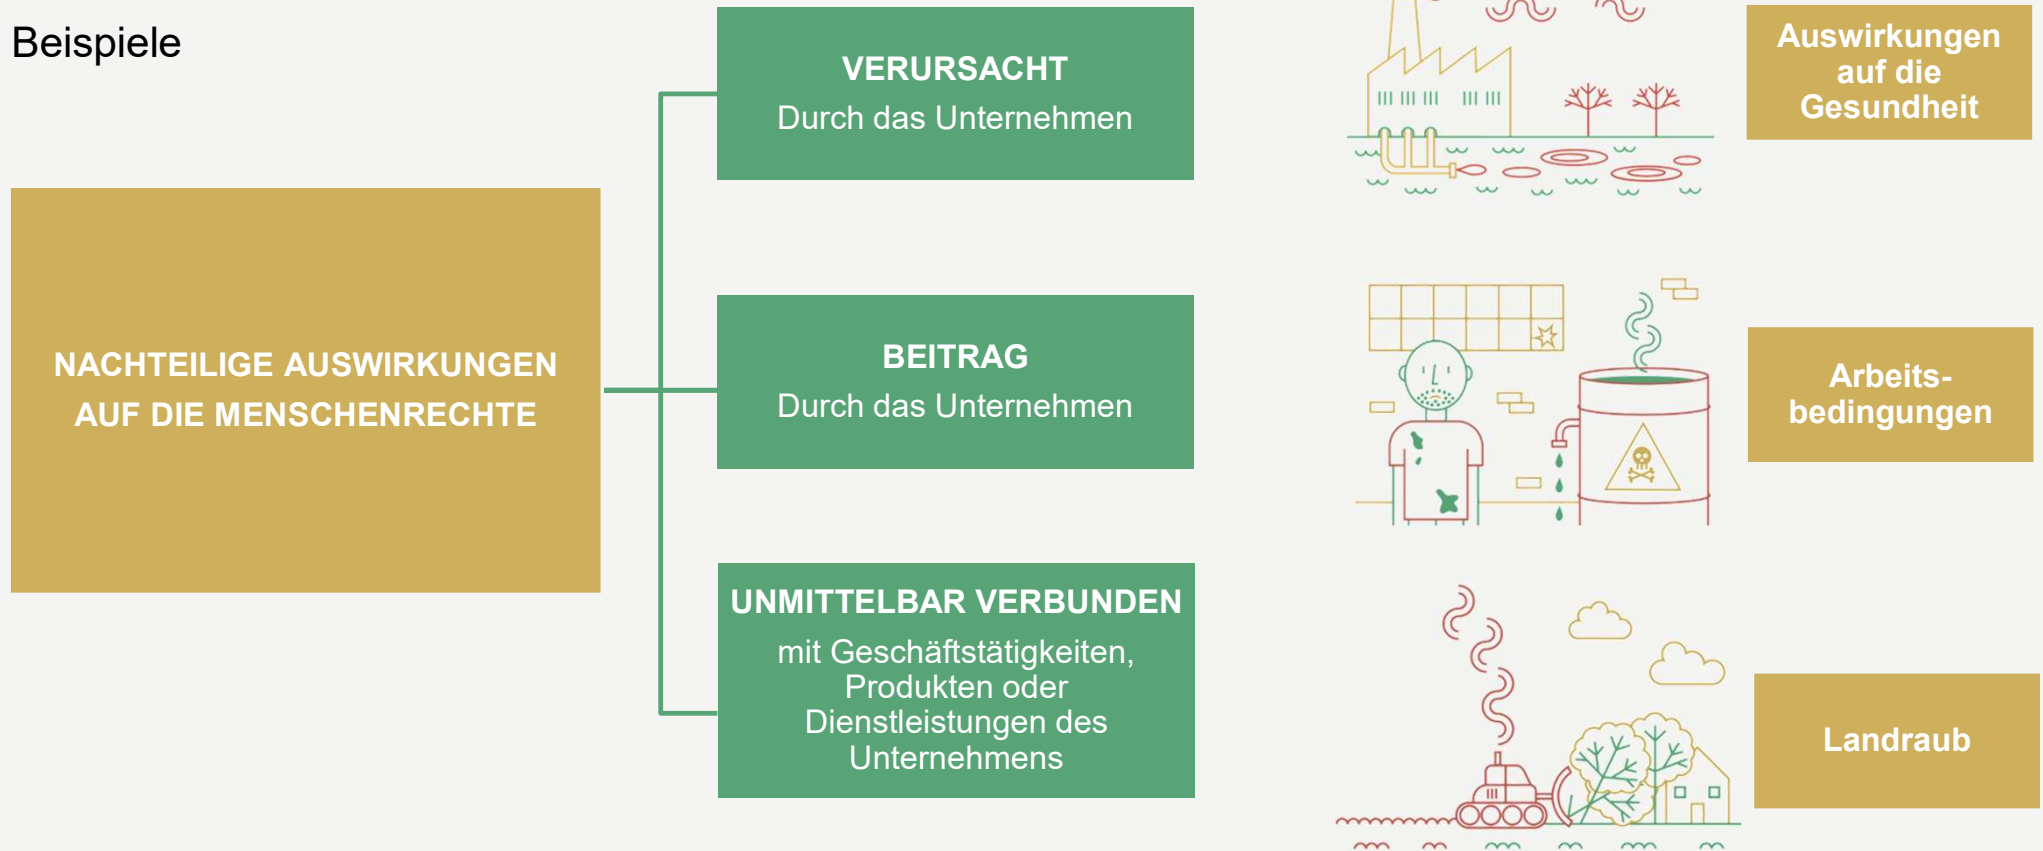 Beispiele
VERURSACHT
Durch das Unternehmen
Auswirkungen
auf die
Gesundheit
NACHTEILIGE AUSWIRKUNGEN
AUF DIE MENSCHENRECHTE
BEITRAG
Durch das Unternehmen
Arbeits-
bedingungen
UNMITTELBAR VERBUNDEN
mit Geschäftstätigkeiten,
Produkten oder
Dienstleistungen des
Unternehmens
Landraub